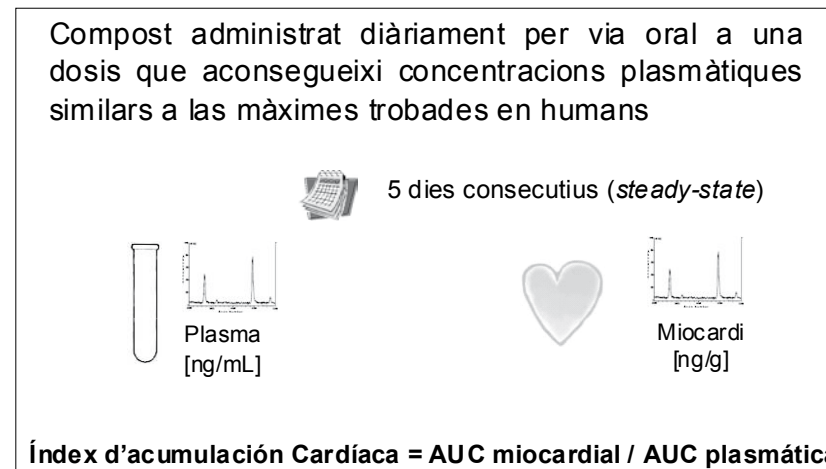 Compost administrat diàriament per via oral a una
dosis que aconsegueixi concentracions plasmàtiques
similars a las màximes trobades en humans
5 dies consecutius (steady-state)
Plasma
[ng/mL]
Miocardi
[ng/g]
Índex d'acumulación Cardíaca = AUC miocardial / AUC plasmática